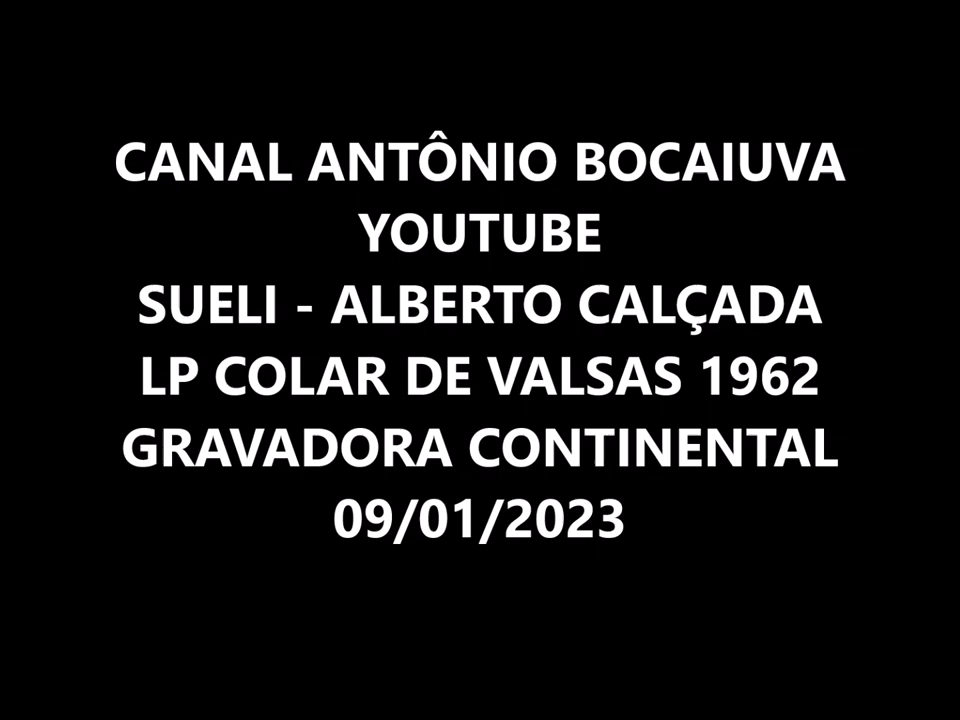 CANAL ANTÔNIO BOCAIUVA
YOUTUBE
SUELI - ALBERTO CALÇADA
LP COLAR DE VALSAS 1962
GRAVADORA CONTINENTAL
09/01/2023